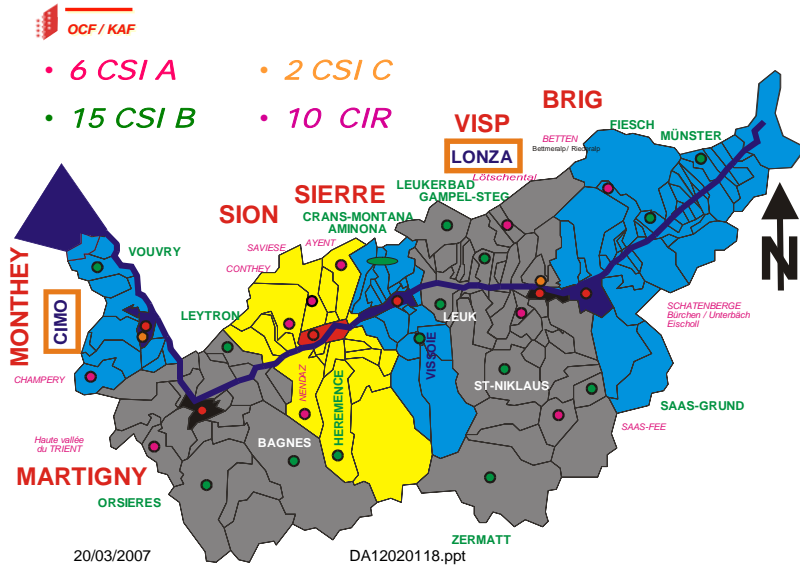 OCF / KAF
• 6 CSI A
• 2 CSI C
• 15 CSI B
• 10 CIR
BRIG
VISP
FIESCH
MÜNSTER
BETTEN
Bettmeralp / Riederalp
LONZA
Lötschental
LEUKERBAD
GAMPEL-STEG
SIERRE
CRANS-MONTANA
AMINONA
SION
AYENT
SAVIESE
CONTHEY
VOUVRY
MONTHEY
CIMO
LEYTRON
LEUK
SCHATENBERGE
Bürchen / Unterbäch
Eischoll
VISSOIE
CHAMPERY
NENDAZ
HEREMENCE
ST-NIKLAUS
SAAS-GRUND
SAAS-FEE
BAGNES
Haute vallée
du TRIENT
MARTIGNY
ORSIERES
ZERMATT
N
20/03/2007
DA12020118.ppt